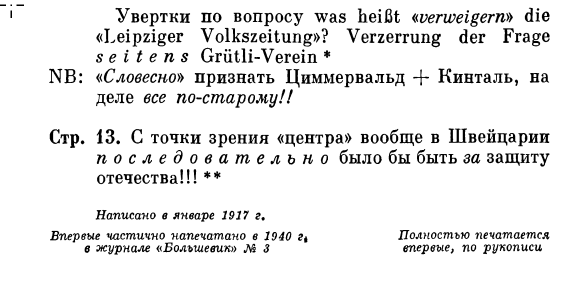 Увертки по вопросу was heißt «verweigern» die
«Leipziger Volkszeitung»? Verzerrung der Frage
seitens Grütli-Verein *
NB: «Словесно» признать Циммервальд + Кинталь, на
деле все по-старому!!
Стр. 13. С точки зрения «центра» вообще в Швейцарии
последовательно было бы быть за защиту
отечества!!! **
Написано в январе 1917 г.
Впервые частично напечатано в 1940 г.
в журнале «Большевик» № 3
Полностью печатается
впервые, по рукописи